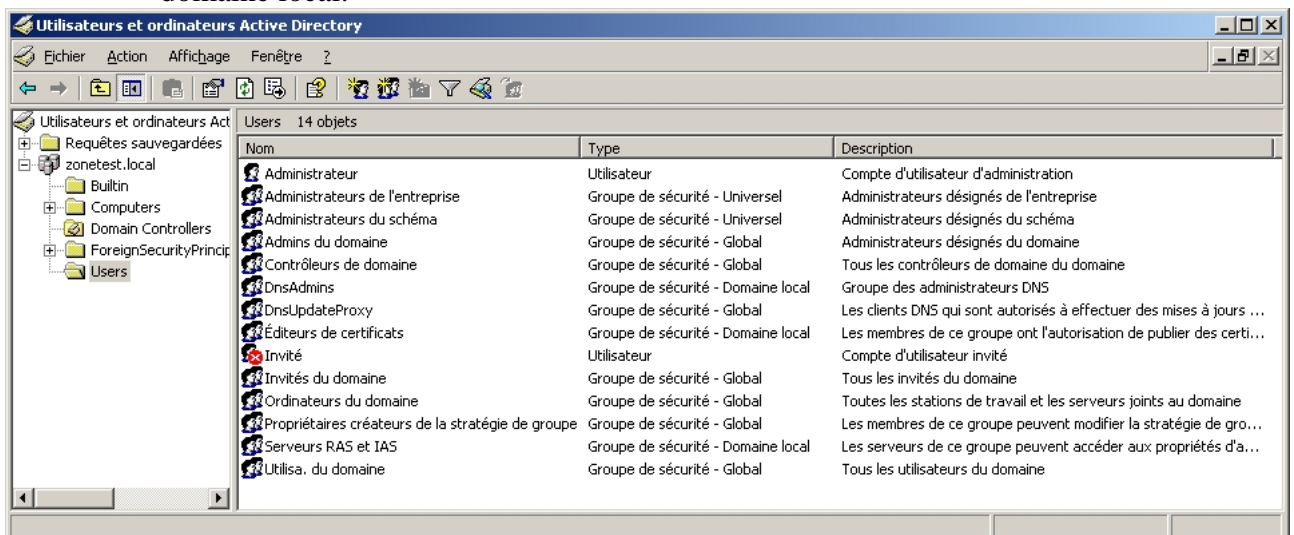 domaine local.
Utilisateurs et ordinateurs Active Directory
Fichier Action Affichage Fenêtre ?
Utilisateurs et ordinateurs Act
Requêtes sauvegardées
zonetest.local
Builtin
Computers
Domain Controllers
ForeignSecurityPrincip
Users
Users 14 objets
Nom Type Description
Administrateur Utilisateur Compte d'utilisateur d'administration
Administrateurs de l'entreprise Groupe de sécurité - Universel Administrateurs désignés de l'entreprise
Administrateurs du schéma Groupe de sécurité - Universel Administrateurs désignés du schéma
Admins du domaine Groupe de sécurité - Global Administrateurs désignés du domaine
Contrôleurs de domaine Groupe de sécurité - Global Tous les contrôleurs de domaine du domaine
DnsAdmins Groupe de sécurité - Domaine local Groupe des administrateurs DNS
DnsUpdateProxy Groupe de sécurité - Global Les clients DNS qui sont autorisés à effectuer des mises à jours ...
Éditeurs de certificats Groupe de sécurité - Domaine local Les membres de ce groupe ont l'autorisation de publier des certi...
Invité Utilisateur Compte d'utilisateur invité
Invités du domaine Groupe de sécurité - Global Tous les invités du domaine
Ordinateurs du domaine Groupe de sécurité - Global Toutes les stations de travail et les serveurs joints au domaine
Propriétaires créateurs de la stratégie de groupe Groupe de sécurité - Global Les membres de ce groupe peuvent modifier la stratégie de gro...
Serveurs RAS et IAS Groupe de sécurité - Domaine local Les serveurs de ce groupe peuvent accéder aux propriétés d'a...
Utilisa. du domaine Groupe de sécurité - Global Tous les utilisateurs du domaine